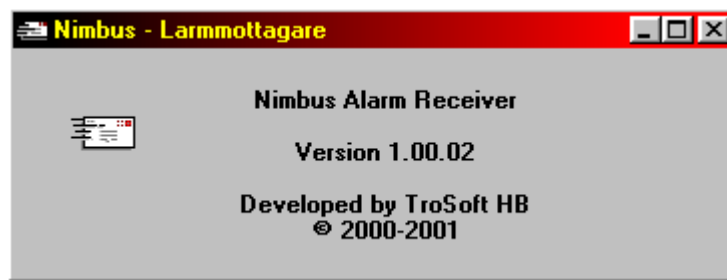 Nimbus - Larmmottagare
Nimbus Alarm Receiver
Version 1.00.02
Developed by TroSoft HB
© 2000-2001